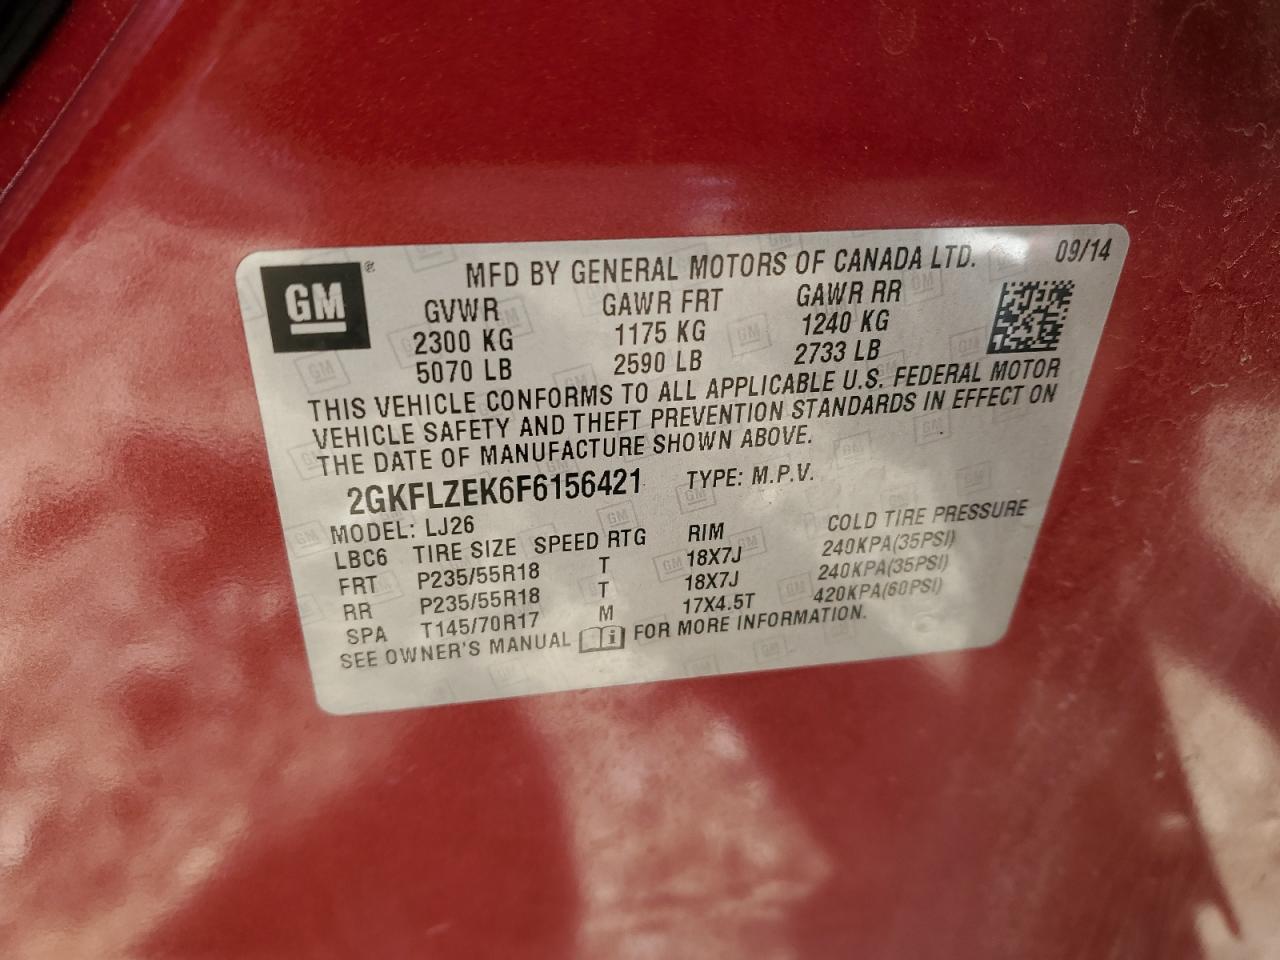 GM ®
MFD BY GENERAL MOTORS OF CANADA LTD. 09/14
GVWR GAWR FRT GAWR RR
2300 KG 1175 KG 1240 KG
5070 LB 2590 LB 2733 LB
THIS VEHICLE CONFORMS TO ALL APPLICABLE U.S. FEDERAL MOTOR
VEHICLE SAFETY AND THEFT PREVENTION STANDARDS IN EFFECT ON
THE DATE OF MANUFACTURE SHOWN ABOVE.
2GKFLZEK6F6156421 TYPE: M.P.V.
MODEL: LJ26
LBC6 TIRE SIZE SPEED RTG RIM COLD TIRE PRESSURE
FRT P235/55R18 T 18X7J 240KPA(35PSI)
RR P235/55R18 T 18X7J 240KPA(35PSI)
SPA T145/70R17 M 17X4.5T 420KPA(60PSI)
SEE OWNER'S MANUAL FOR MORE INFORMATION.